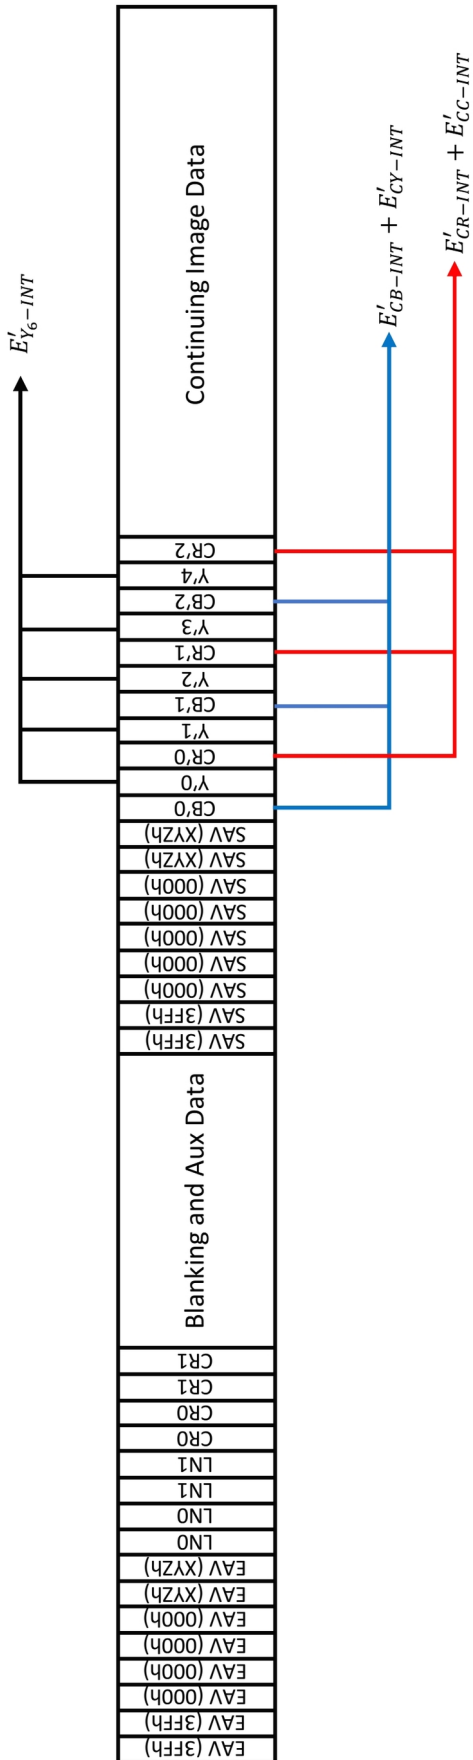 E′Y₆−INT
EAV (3FFh)
EAV (3FFh)
EAV (000h)
EAV (000h)
EAV (000h)
EAV (000h)
EAV (XYZh)
EAV (XYZh)
LN0
LN0
LN1
LN1
CR0
CR0
CR1
CR1
Blanking and Aux Data
SAV (3FFh)
SAV (3FFh)
SAV (000h)
SAV (000h)
SAV (000h)
SAV (000h)
SAV (000h)
SAV (XYZh)
SAV (XYZh)
CB'0
Y'0
CR'0
Y'1
CB'1
Y'2
CR'1
Y'3
CB'2
Y'4
CR'2
Continuing Image Data
E′CB−INT + E′CY−INT
E′CR−INT + E′CC−INT